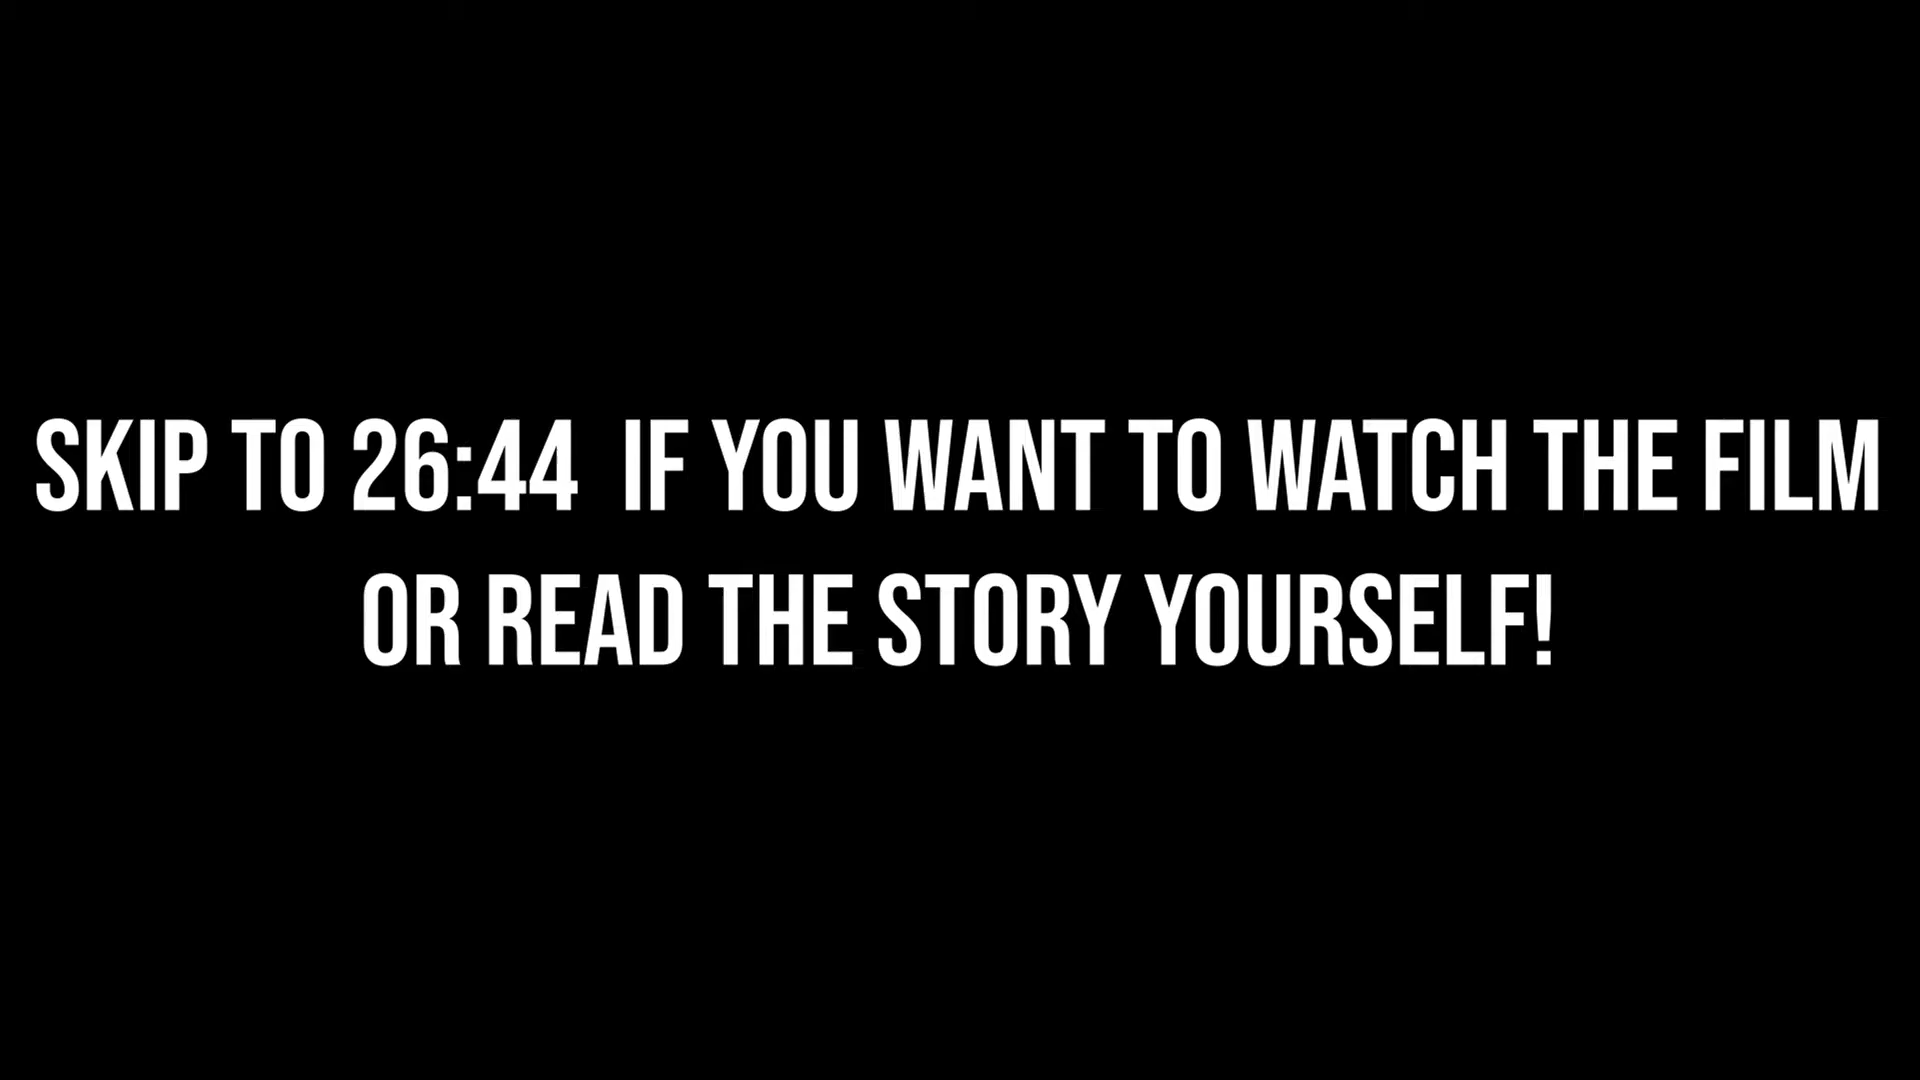 SKIP TO 26:44  IF YOU WANT TO WATCH THE FILM
OR READ THE STORY YOURSELF!